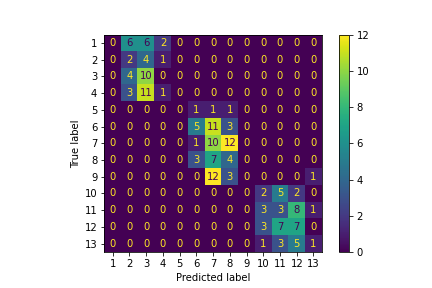 1 0 6 6 2 0 0 0 0 0 0 0 0 0
2 0 2 4 1 0 0 0 0 0 0 0 0 0
3 0 4 10 0 0 0 0 0 0 0 0 0 0
4 0 3 11 1 0 0 0 0 0 0 0 0 0
5 0 0 0 0 0 1 1 1 0 0 0 0 0
6 0 0 0 0 0 5 11 3 0 0 0 0 0
7 0 0 0 0 0 1 10 12 0 0 0 0 0
8 0 0 0 0 0 3 7 4 0 0 0 0 0
9 0 0 0 0 0 0 12 3 0 0 0 0 1
10 0 0 0 0 0 0 0 0 0 2 5 2 0
11 0 0 0 0 0 0 0 0 0 3 3 8 1
12 0 0 0 0 0 0 0 0 0 3 7 7 0
13 0 0 0 0 0 0 0 0 0 1 3 5 1
1 2 3 4 5 6 7 8 9 10 11 12 13
Predicted label
True label
12
10
8
6
4
2
0